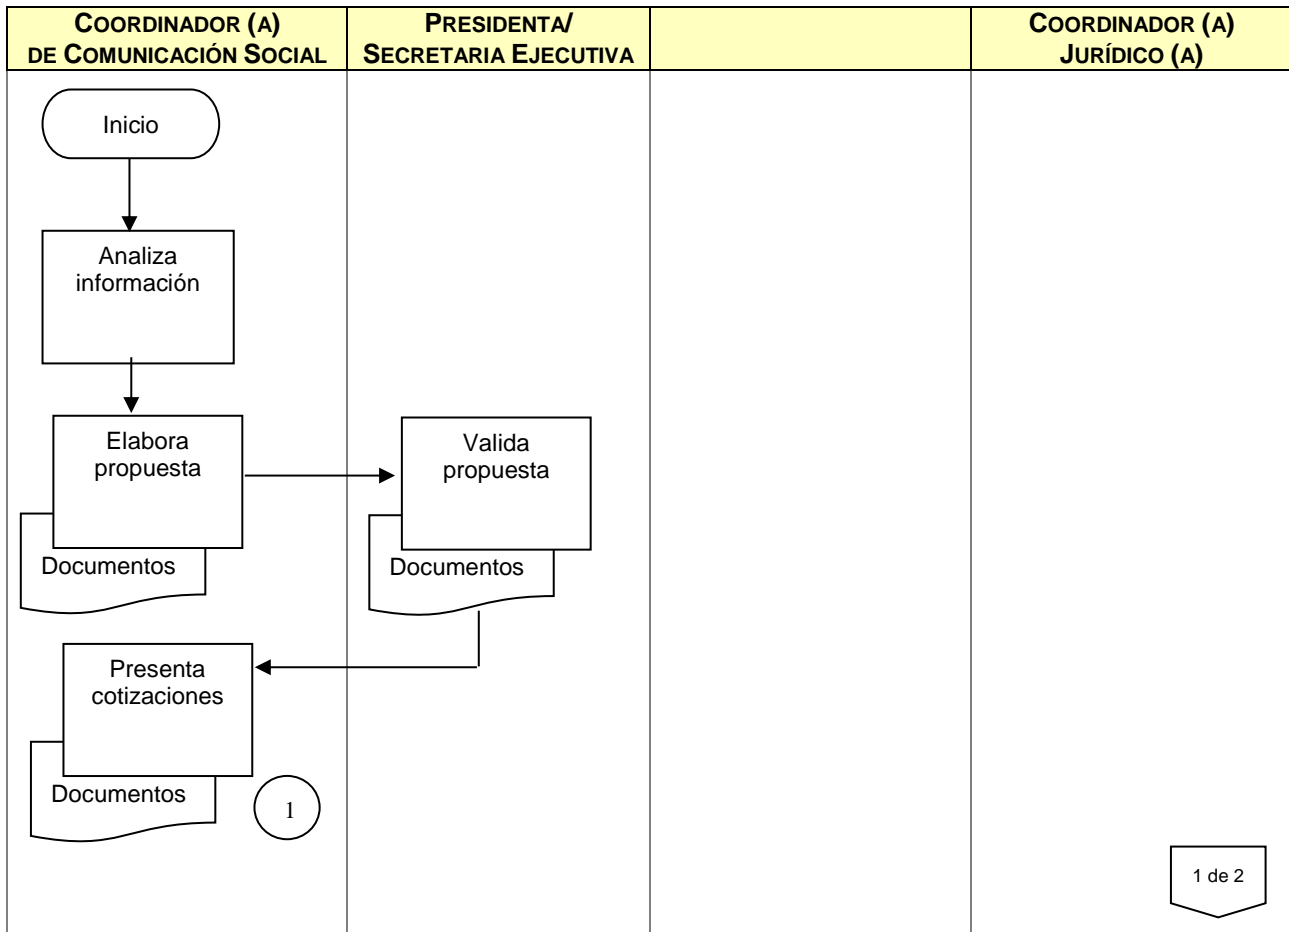 COORDINADOR (A)
DE COMUNICACIÓN SOCIAL
PRESIDENTA/
SECRETARIA EJECUTIVA
COORDINADOR (A)
JURÍDICO (A)
Inicio
Analiza
información
Elabora
propuesta
Documentos
Valida
propuesta
Documentos
Presenta
cotizaciones
Documentos
1
1 de 2